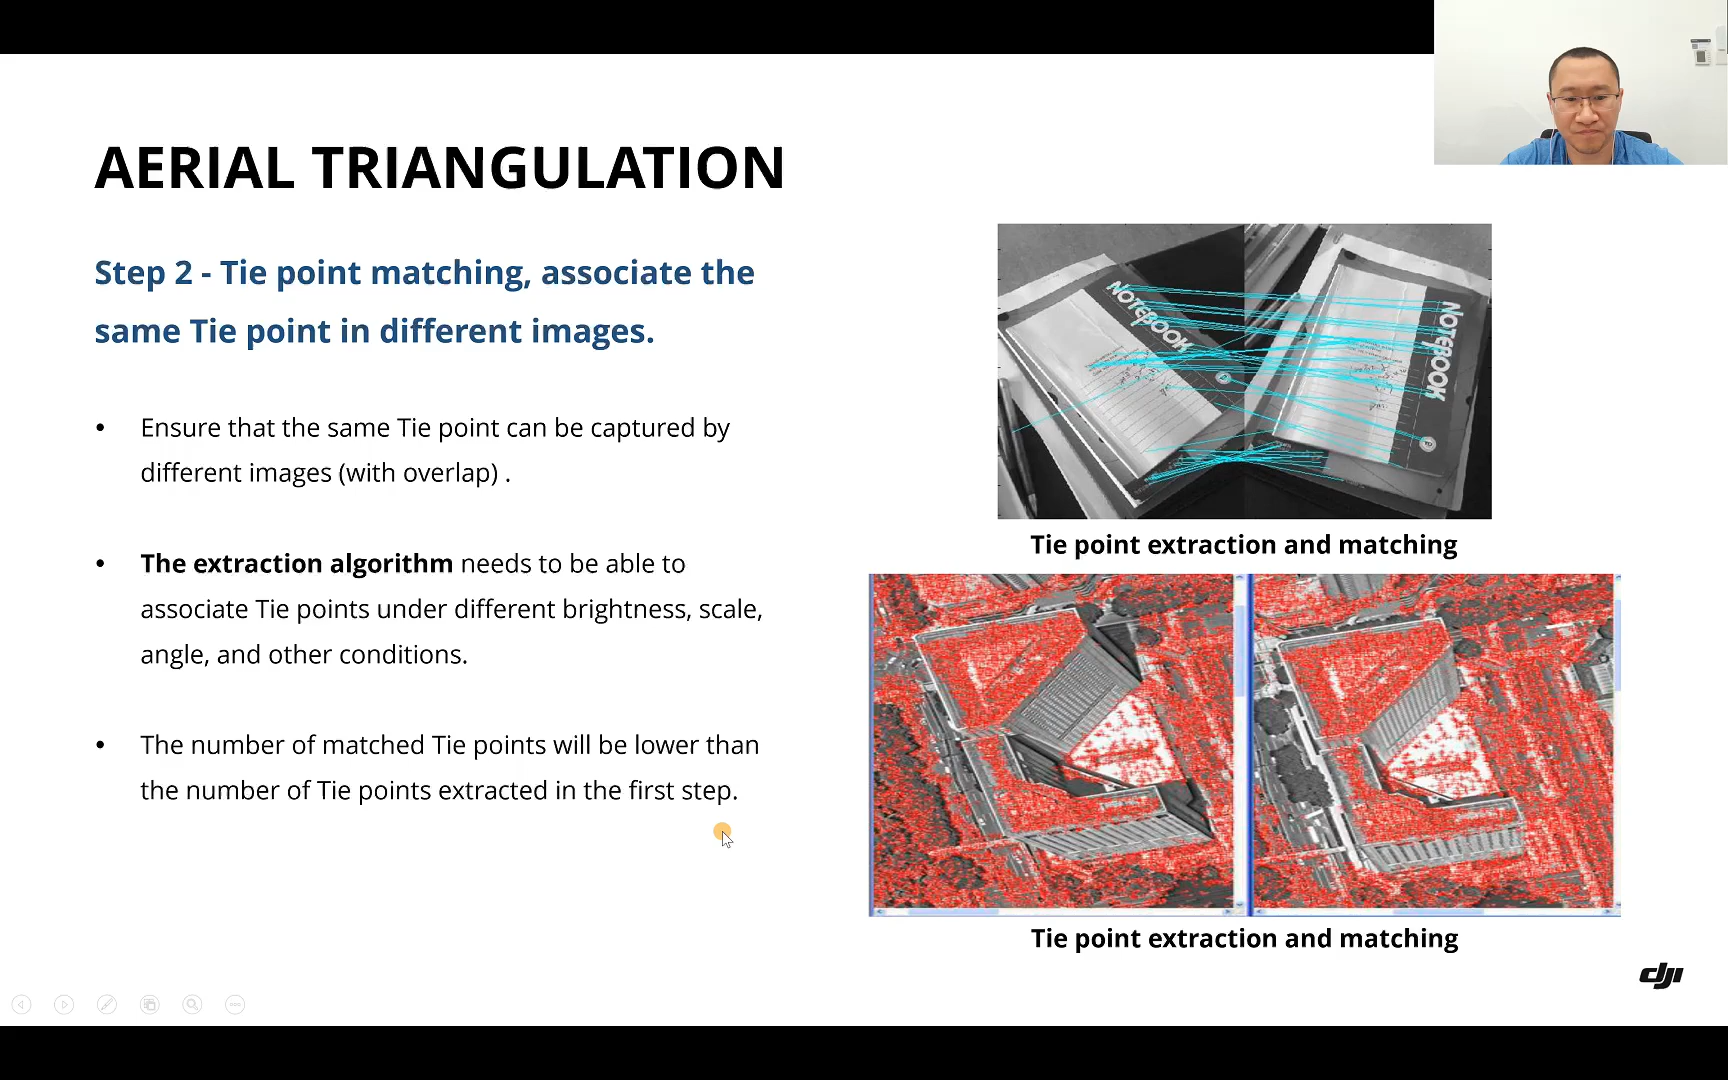 AERIAL TRIANGULATION
Step 2 - Tie point matching, associate the
same Tie point in different images.
• Ensure that the same Tie point can be captured by
different images (with overlap) .
• The extraction algorithm needs to be able to
associate Tie points under different brightness, scale,
angle, and other conditions.
• The number of matched Tie points will be lower than
the number of Tie points extracted in the first step.
NOTEBOOK
NOTEBOOK
Tie point extraction and matching
Tie point extraction and matching
dji